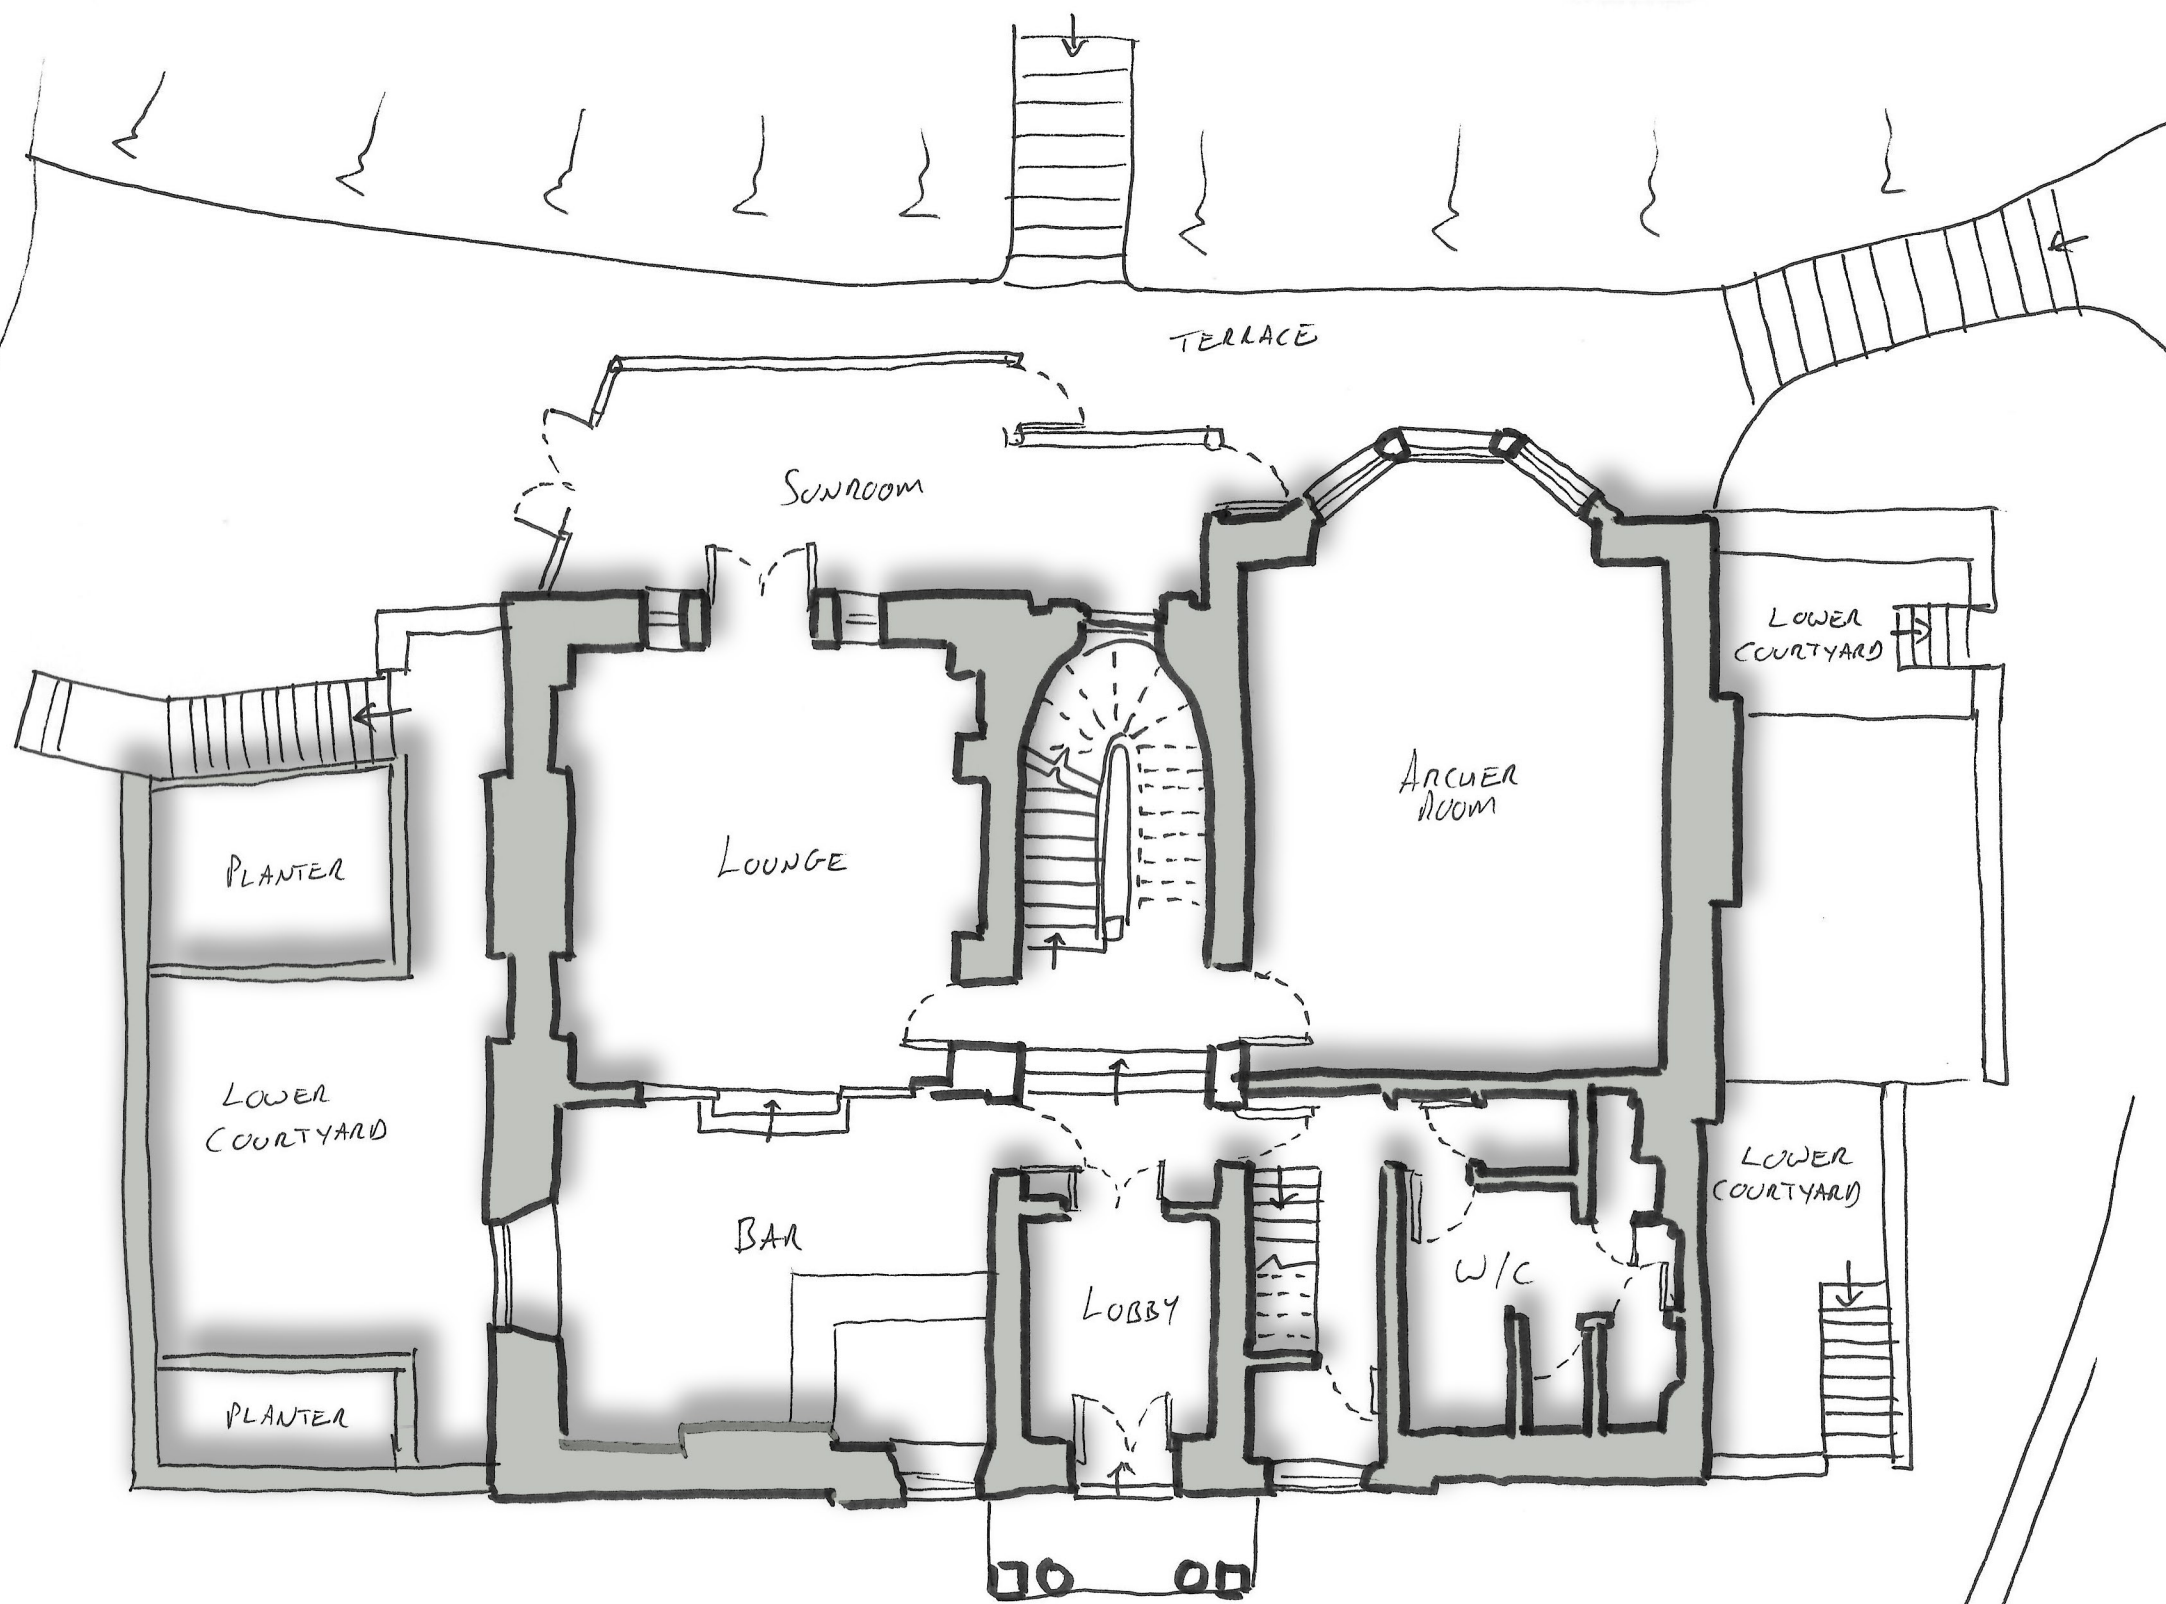 TERRACE
SUNROOM
LOWER
COURTYARD
ARCHER
ROOM
LOUNGE
PLANTER
LOWER
COURTYARD
LOWER
COURTYARD
BAR
W/C
LOBBY
PLANTER